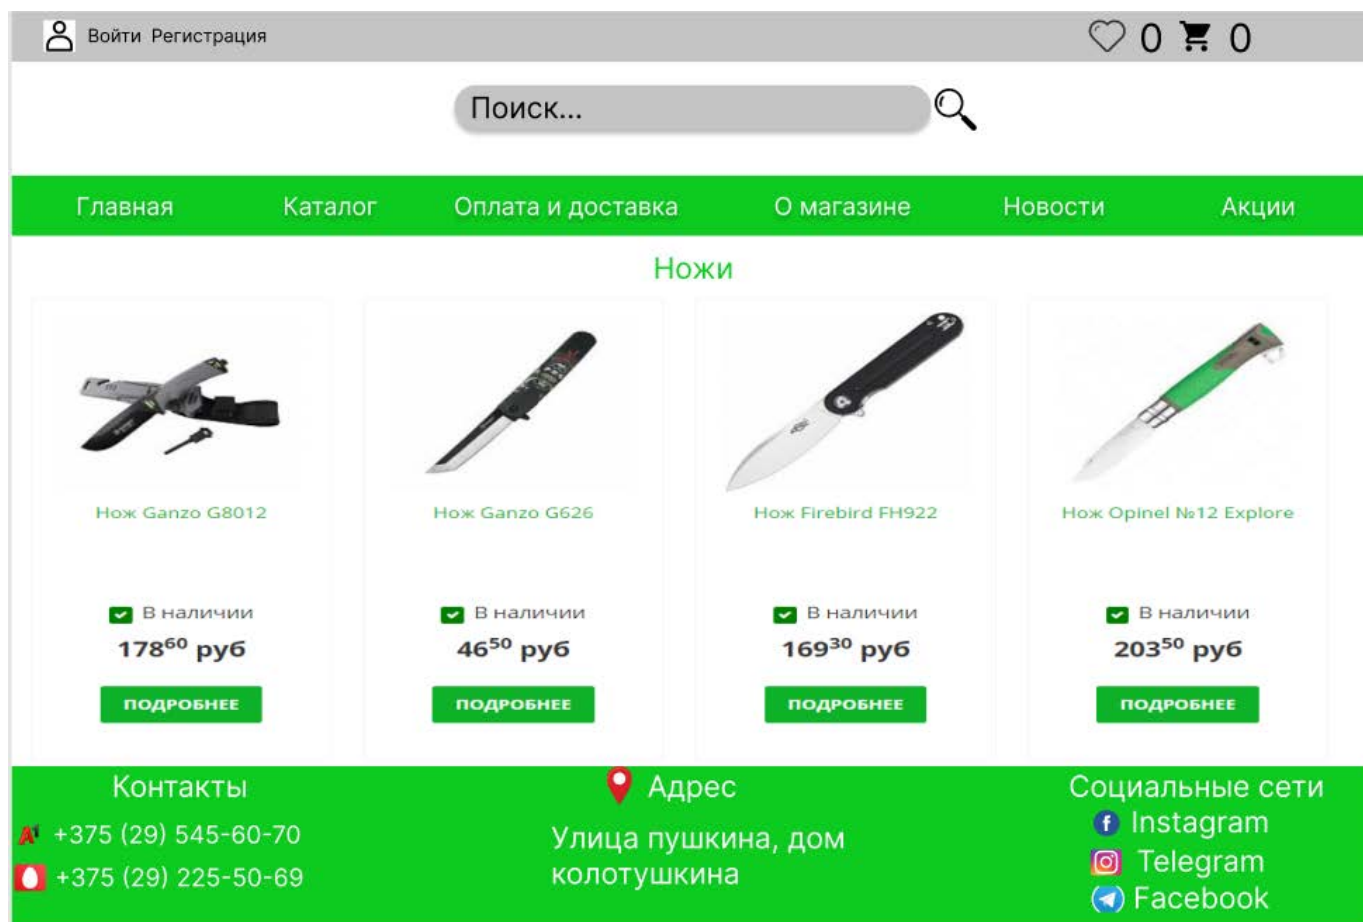 Войти Регистрация
0 0
Поиск...
Главная Каталог Оплата и доставка О магазине Новости Акции
Ножи
Нож Ganzo G8012 Нож Ganzo G626 Нож Firebird FH922 Нож Opinel №12 Explore
В наличии В наличии В наличии В наличии
178⁶⁰ руб 46⁵⁰ руб 169³⁰ руб 203⁵⁰ руб
ПОДРОБНЕЕ ПОДРОБНЕЕ ПОДРОБНЕЕ ПОДРОБНЕЕ
Контакты
A1 +375 (29) 545-60-70
+375 (29) 225-50-69
Адрес
Улица пушкина, дом
колотушкина
Социальные сети
Instagram
Telegram
Facebook